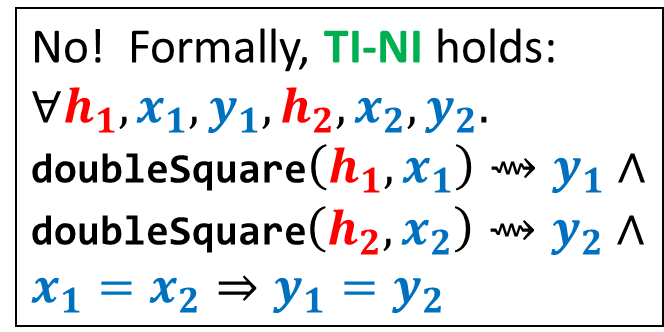 No! Formally, TI-NI holds:
∀h₁, x₁, y₁, h₂, x₂, y₂.
doubleSquare(h₁, x₁) ⇝ y₁ ∧
doubleSquare(h₂, x₂) ⇝ y₂ ∧
x₁ = x₂ ⇒ y₁ = y₂